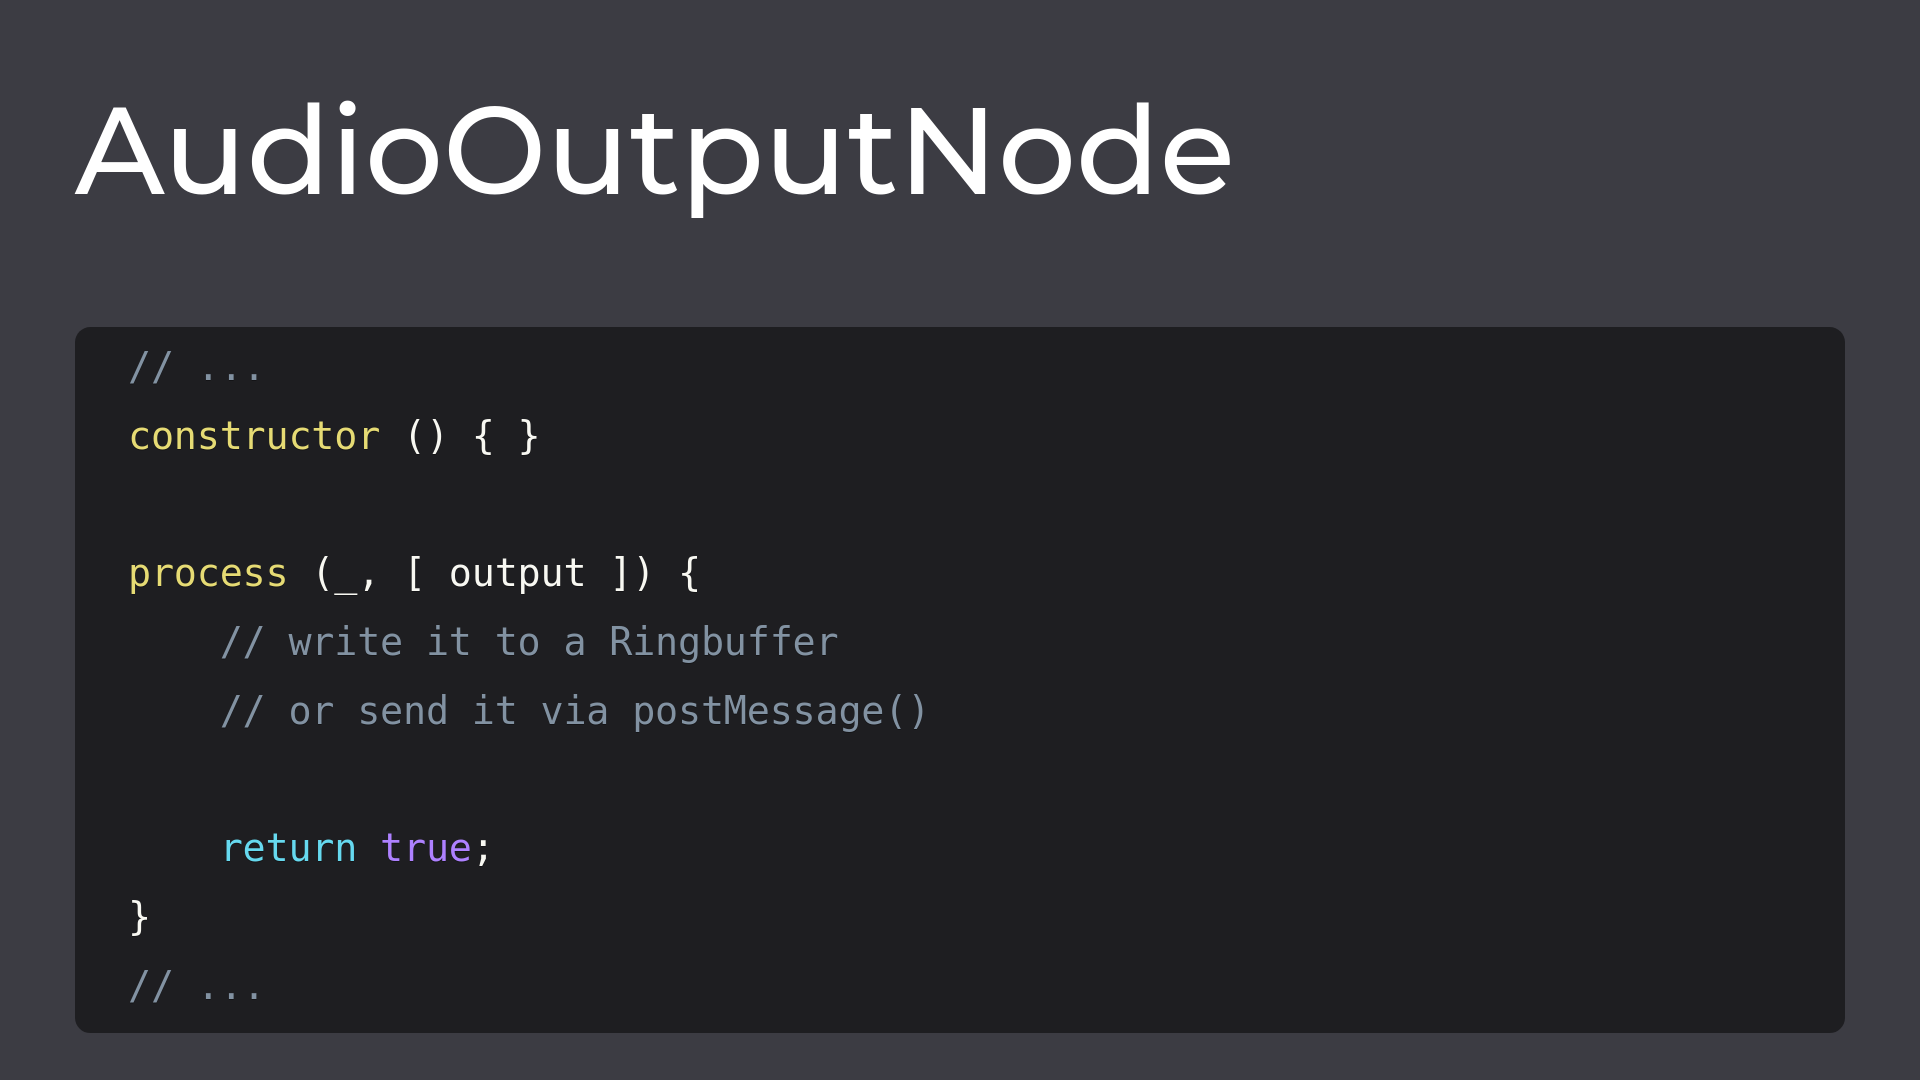 AudioOutputNode
// ...
constructor () { }
process (_, [ output ]) {
    // write it to a Ringbuffer
    // or send it via postMessage()
    return true;
}
// ...